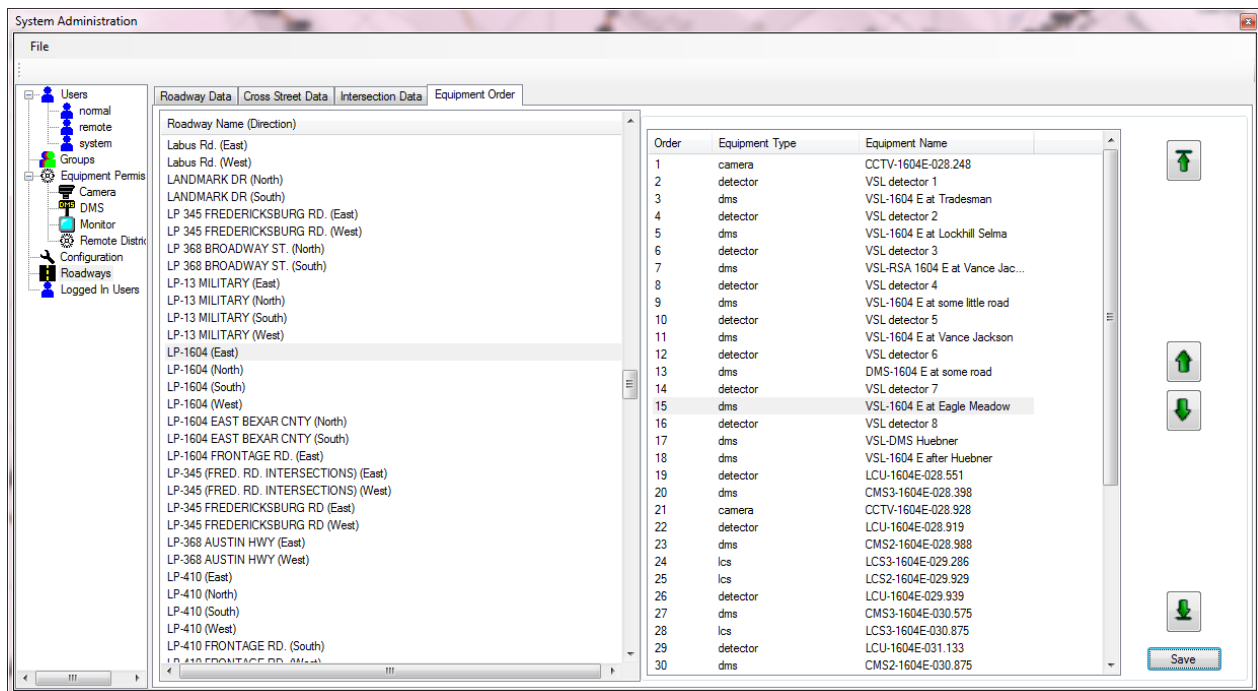 System Administration
File
Users
normal
remote
system
Groups
Equipment Permis
Camera
DMS
Monitor
Remote Distric
Configuration
Roadways
Logged In Users
Roadway Data Cross Street Data Intersection Data Equipment Order
Roadway Name (Direction)
Labus Rd. (East)
Labus Rd. (West)
LANDMARK DR (North)
LANDMARK DR (South)
LP 345 FREDERICKSBURG RD. (East)
LP 345 FREDERICKSBURG RD. (West)
LP 368 BROADWAY ST. (North)
LP 368 BROADWAY ST. (South)
LP-13 MILITARY (East)
LP-13 MILITARY (North)
LP-13 MILITARY (South)
LP-13 MILITARY (West)
LP-1604 (East)
LP-1604 (North)
LP-1604 (South)
LP-1604 (West)
LP-1604 EAST BEXAR CNTY (North)
LP-1604 EAST BEXAR CNTY (South)
LP-1604 FRONTAGE RD. (East)
LP-345 (FRED. RD. INTERSECTIONS) (East)
LP-345 (FRED. RD. INTERSECTIONS) (West)
LP-345 FREDERICKSBURG RD (East)
LP-345 FREDERICKSBURG RD (West)
LP-368 AUSTIN HWY (East)
LP-368 AUSTIN HWY (West)
LP-410 (East)
LP-410 (North)
LP-410 (South)
LP-410 (West)
LP-410 FRONTAGE RD. (South)
LP-410 FRONTAGE RD. (West)
Order Equipment Type Equipment Name
1 camera CCTV-1604E-028.248
2 detector VSL detector 1
3 dms VSL-1604 E at Tradesman
4 detector VSL detector 2
5 dms VSL-1604 E at Lockhill Selma
6 detector VSL detector 3
7 dms VSL-RSA 1604 E at Vance Jac...
8 detector VSL detector 4
9 dms VSL-1604 E at some little road
10 detector VSL detector 5
11 dms VSL-1604 E at Vance Jackson
12 detector VSL detector 6
13 dms DMS-1604 E at some road
14 detector VSL detector 7
15 dms VSL-1604 E at Eagle Meadow
16 detector VSL detector 8
17 dms VSL-DMS Huebner
18 dms VSL-1604 E after Huebner
19 detector LCU-1604E-028.551
20 dms CMS3-1604E-028.398
21 camera CCTV-1604E-028.928
22 detector LCU-1604E-028.919
23 dms CMS2-1604E-028.988
24 lcs LCS3-1604E-029.286
25 lcs LCS2-1604E-029.929
26 detector LCU-1604E-029.939
27 dms CMS3-1604E-030.575
28 lcs LCS3-1604E-030.875
29 detector LCU-1604E-031.133
30 dms CMS2-1604E-030.875
Save